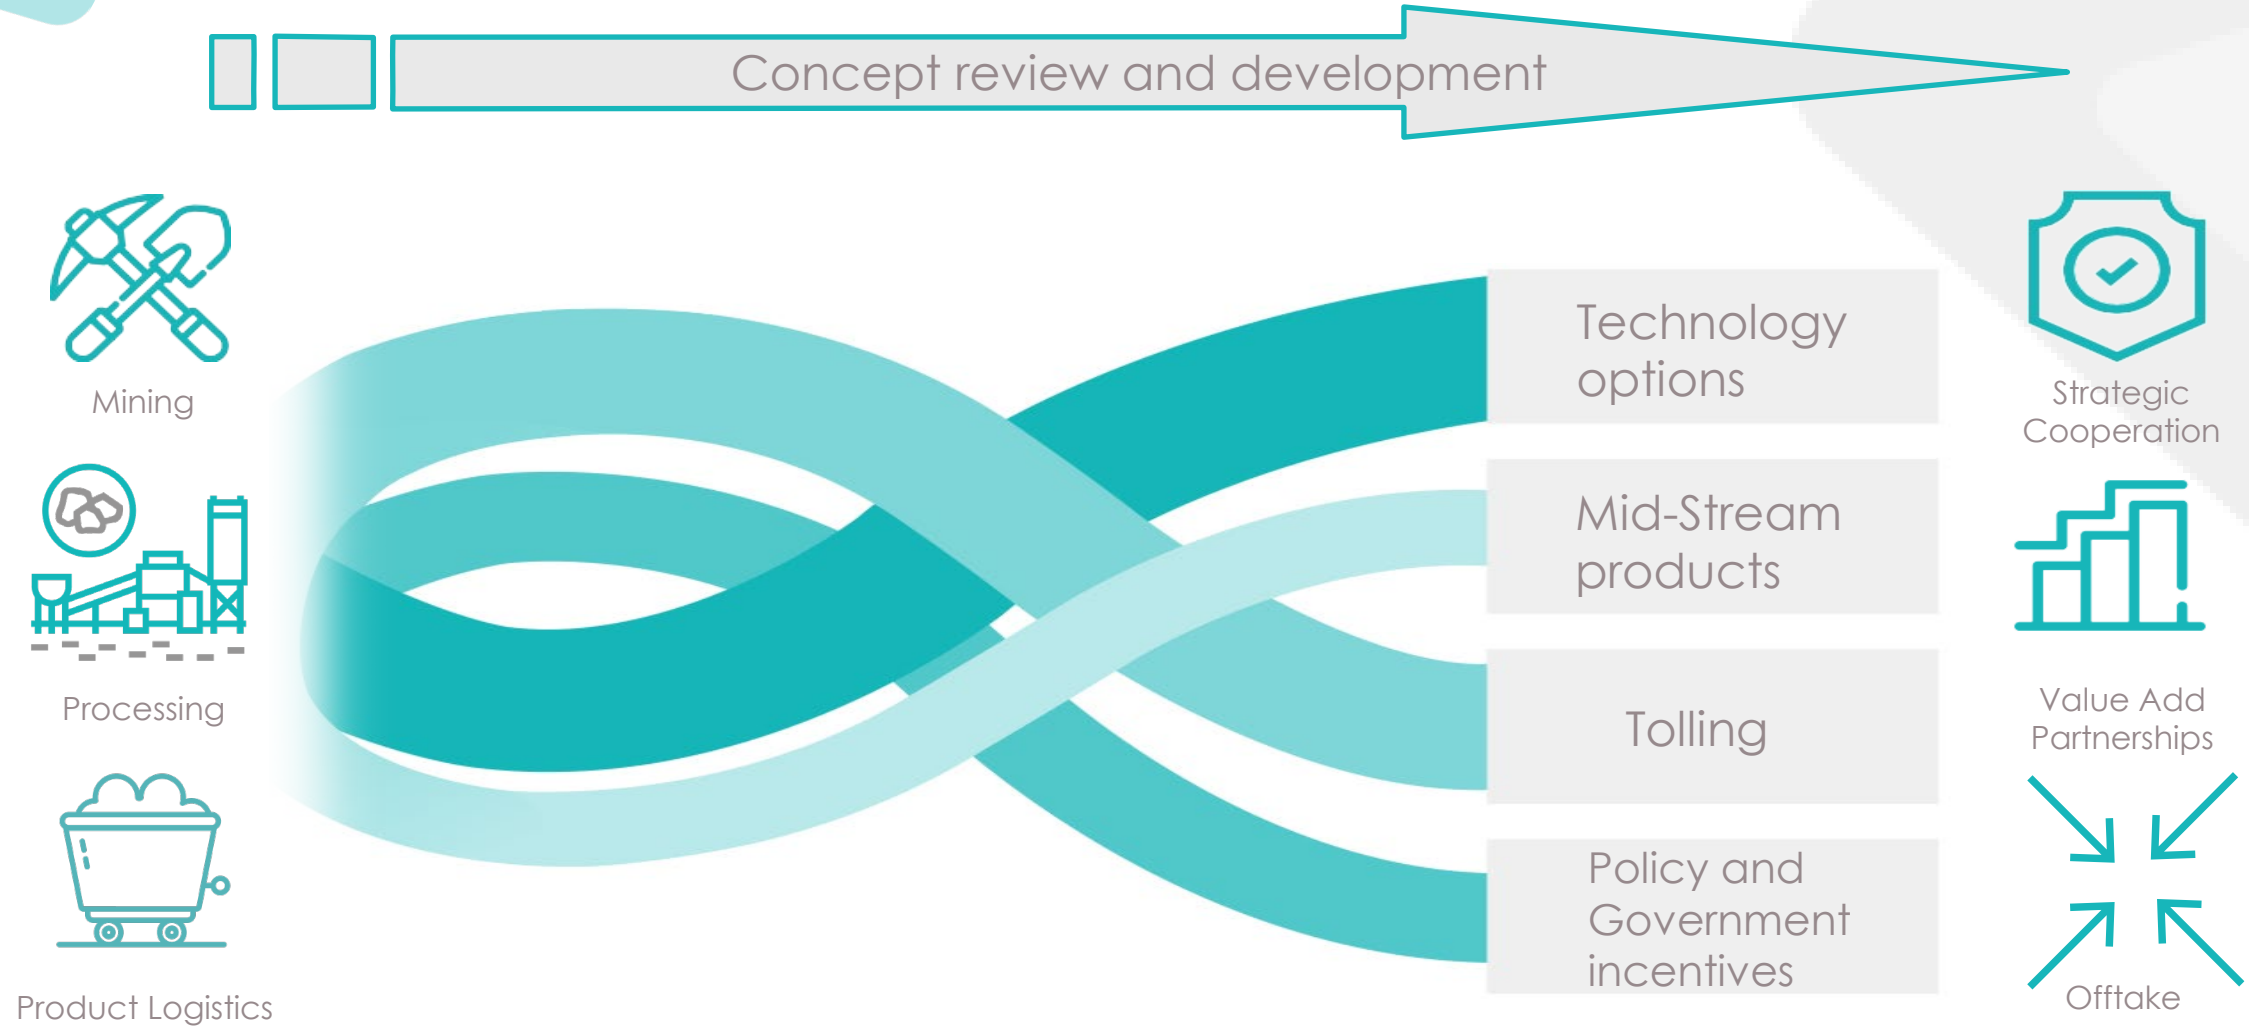 Concept review and development
Mining
Processing
Product Logistics
Technology
options
Mid-Stream
products
Tolling
Policy and
Government
incentives
Strategic
Cooperation
Value Add
Partnerships
Offtake